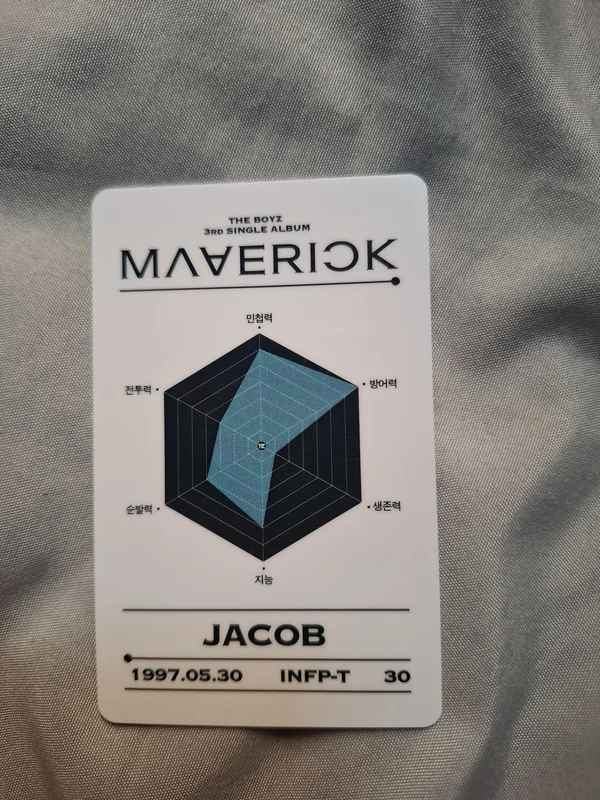 THE BOYZ
3RD SINGLE ALBUM
MAVERICK
민첩력
전투력 방어력
순발력 생존력
지능
JACOB
1997.05.30 INFP-T 30